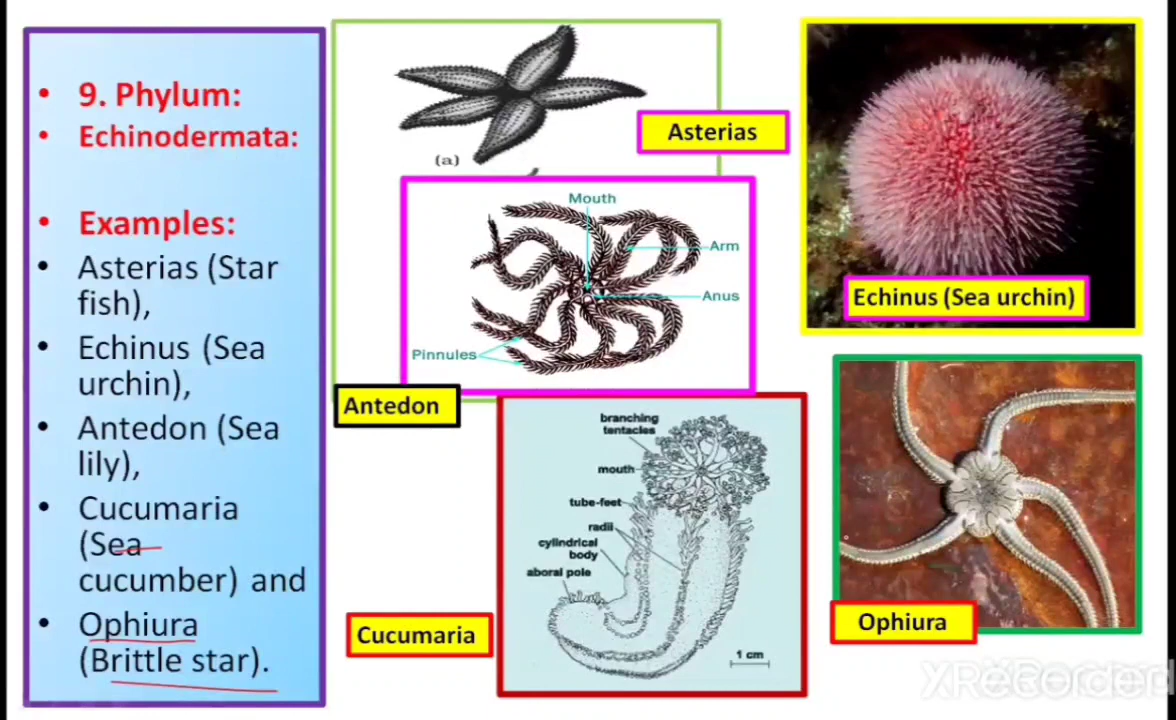 9. Phylum:
Echinodermata:
Examples:
Asterias (Star
fish),
Echinus (Sea
urchin),
Antedon (Sea
lily),
Cucumaria
(Sea
cucumber) and
Ophiura
(Brittle star).
(a)
Asterias
Mouth
Arm
Anus
Pinnules
Antedon
branching
tentacles
mouth
tube-feet
radii
cylindrical
body
aboral pole
1 cm
Cucumaria
Echinus (Sea urchin)
Ophiura